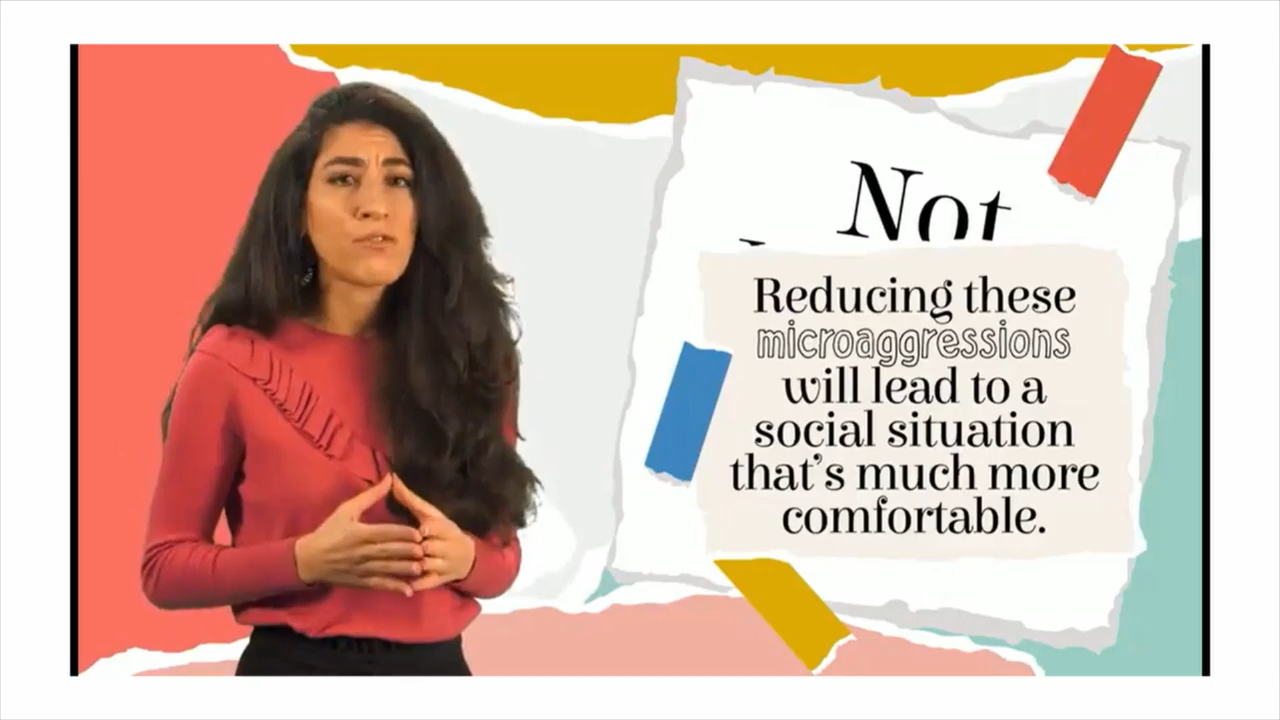 Not
Reducing these
microaggressions
will lead to a
social situation
that's much more
comfortable.